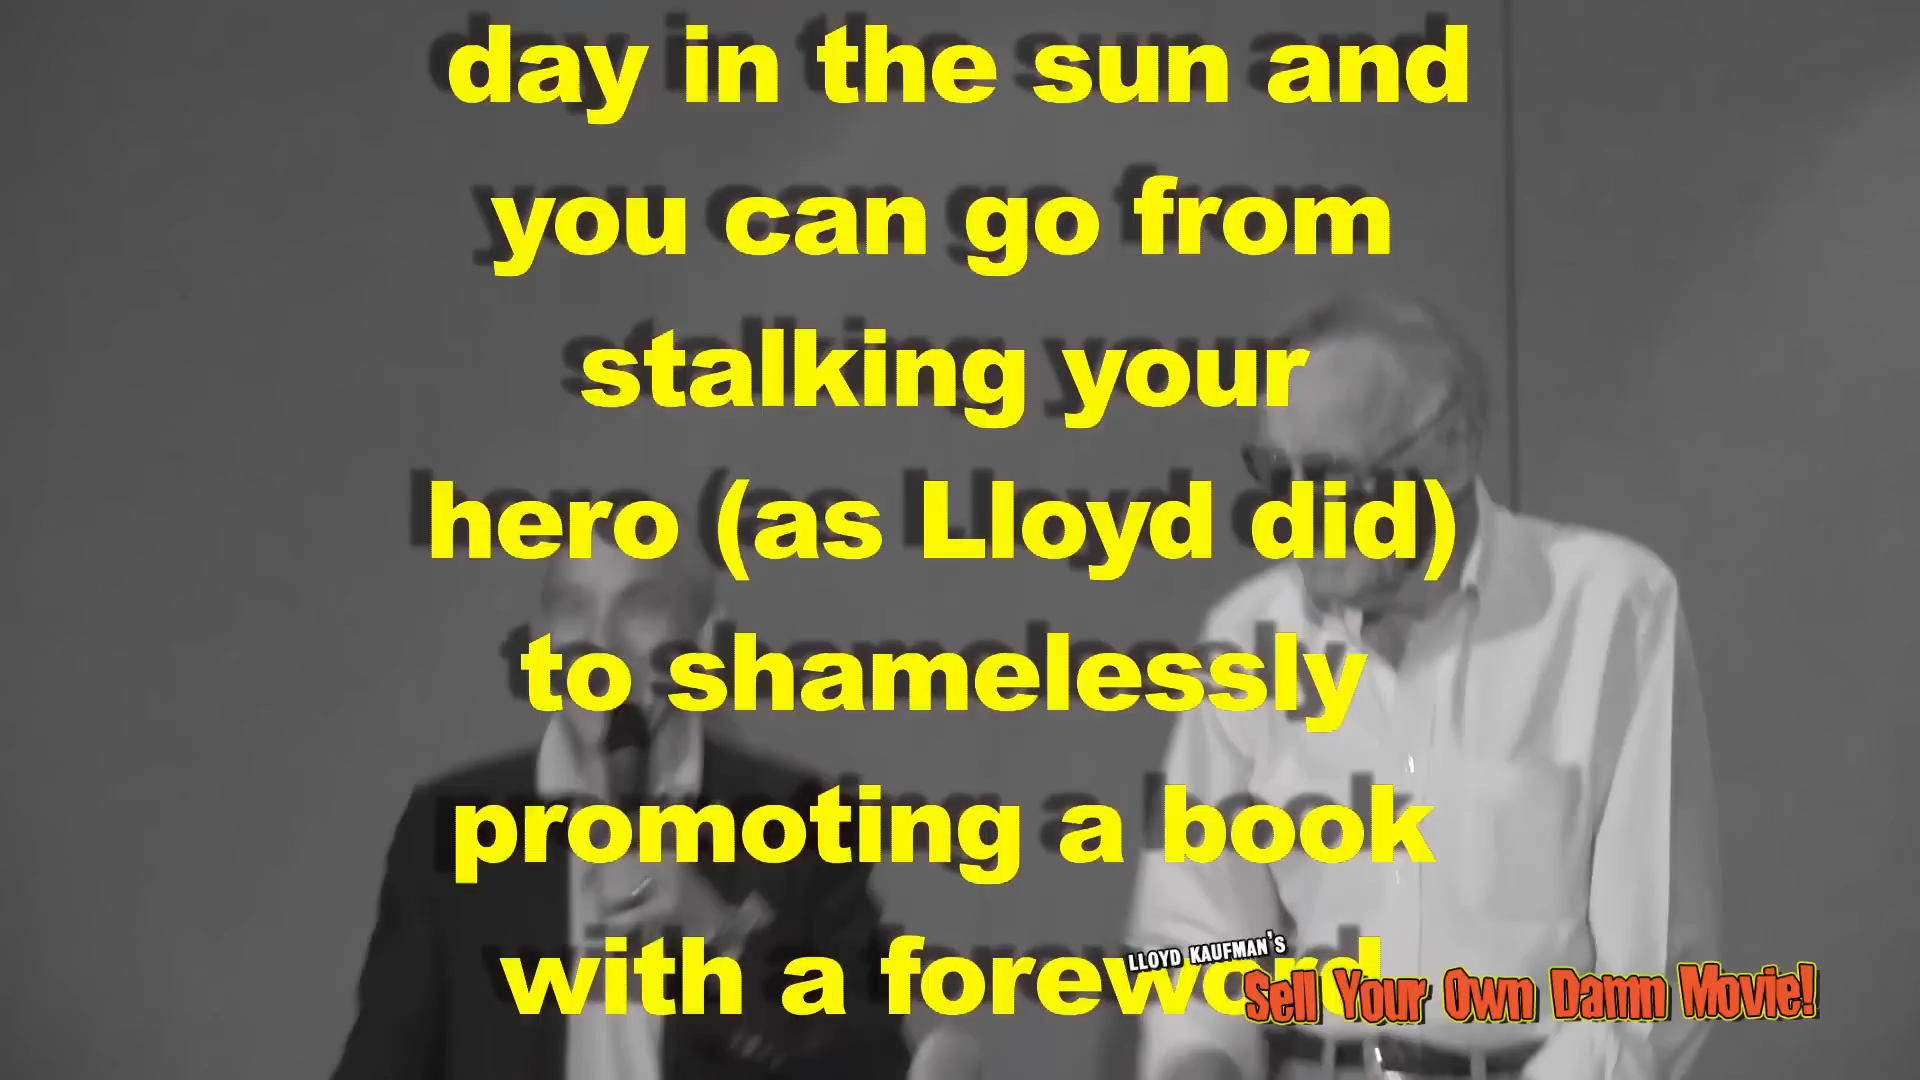 day in the sun and
you can go from
stalking your
hero (as Lloyd did)
to shamelessly
promoting a book
with a foreword
LLOYD KAUFMAN'S
Sell Your Own Damn Movie!